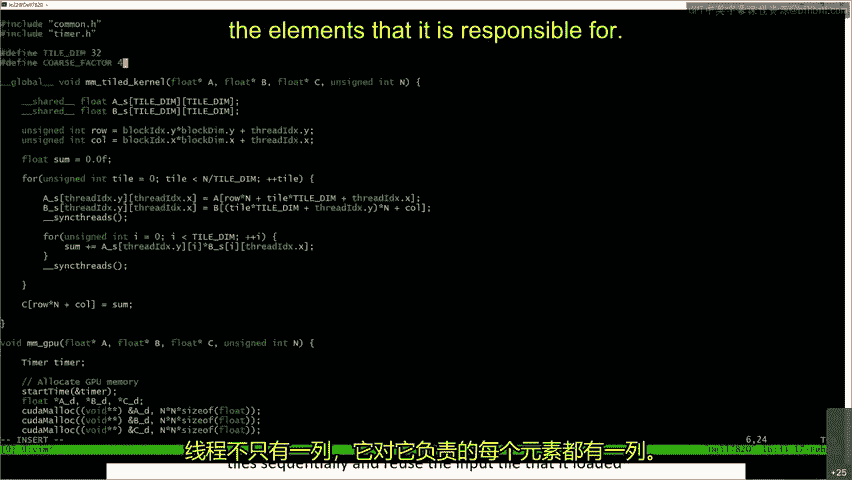 the elements that it is responsible for.
#include "common.h"
#include "timer.h"
#define TILE_DIM 32
#define COARSE_FACTOR 4
__global__ void mm_tiled_kernel(float* A, float* B, float* C, unsigned int N) {
__shared__ float A_s[TILE_DIM][TILE_DIM];
__shared__ float B_s[TILE_DIM][TILE_DIM];
unsigned int row = blockIdx.y*blockDim.y + threadIdx.y;
unsigned int col = blockIdx.x*blockDim.x + threadIdx.x;
float sum = 0.0f;
for(unsigned int tile = 0; tile < N/TILE_DIM; ++tile) {
A_s[threadIdx.y][threadIdx.x] = A[row*N + tile*TILE_DIM + threadIdx.x];
B_s[threadIdx.y][threadIdx.x] = B[(tile*TILE_DIM + threadIdx.y)*N + col];
__syncthreads();
for(unsigned int i = 0; i < TILE_DIM; ++i) {
sum += A_s[threadIdx.y][i]*B_s[i][threadIdx.x];
}
__syncthreads();
}
C[row*N + col] = sum;
}
void mm_gpu(float* A, float* B, float* C, unsigned int N) {
Timer timer;
// Allocate GPU memory
startTime(&timer);
float *A_d, *B_d, *C_d;
cudaMalloc((void**) &A_d, N*N*sizeof(float));
cudaMalloc((void**) &B_d, N*N*sizeof(float));
cudaMalloc((void**) &C_d, N*N*sizeof(float));
-- INSERT --
6,24
线程不只有一列，它对它负责的每个元素都有一列。
tiles sequentially and reuse the input tile that it loaded
+25